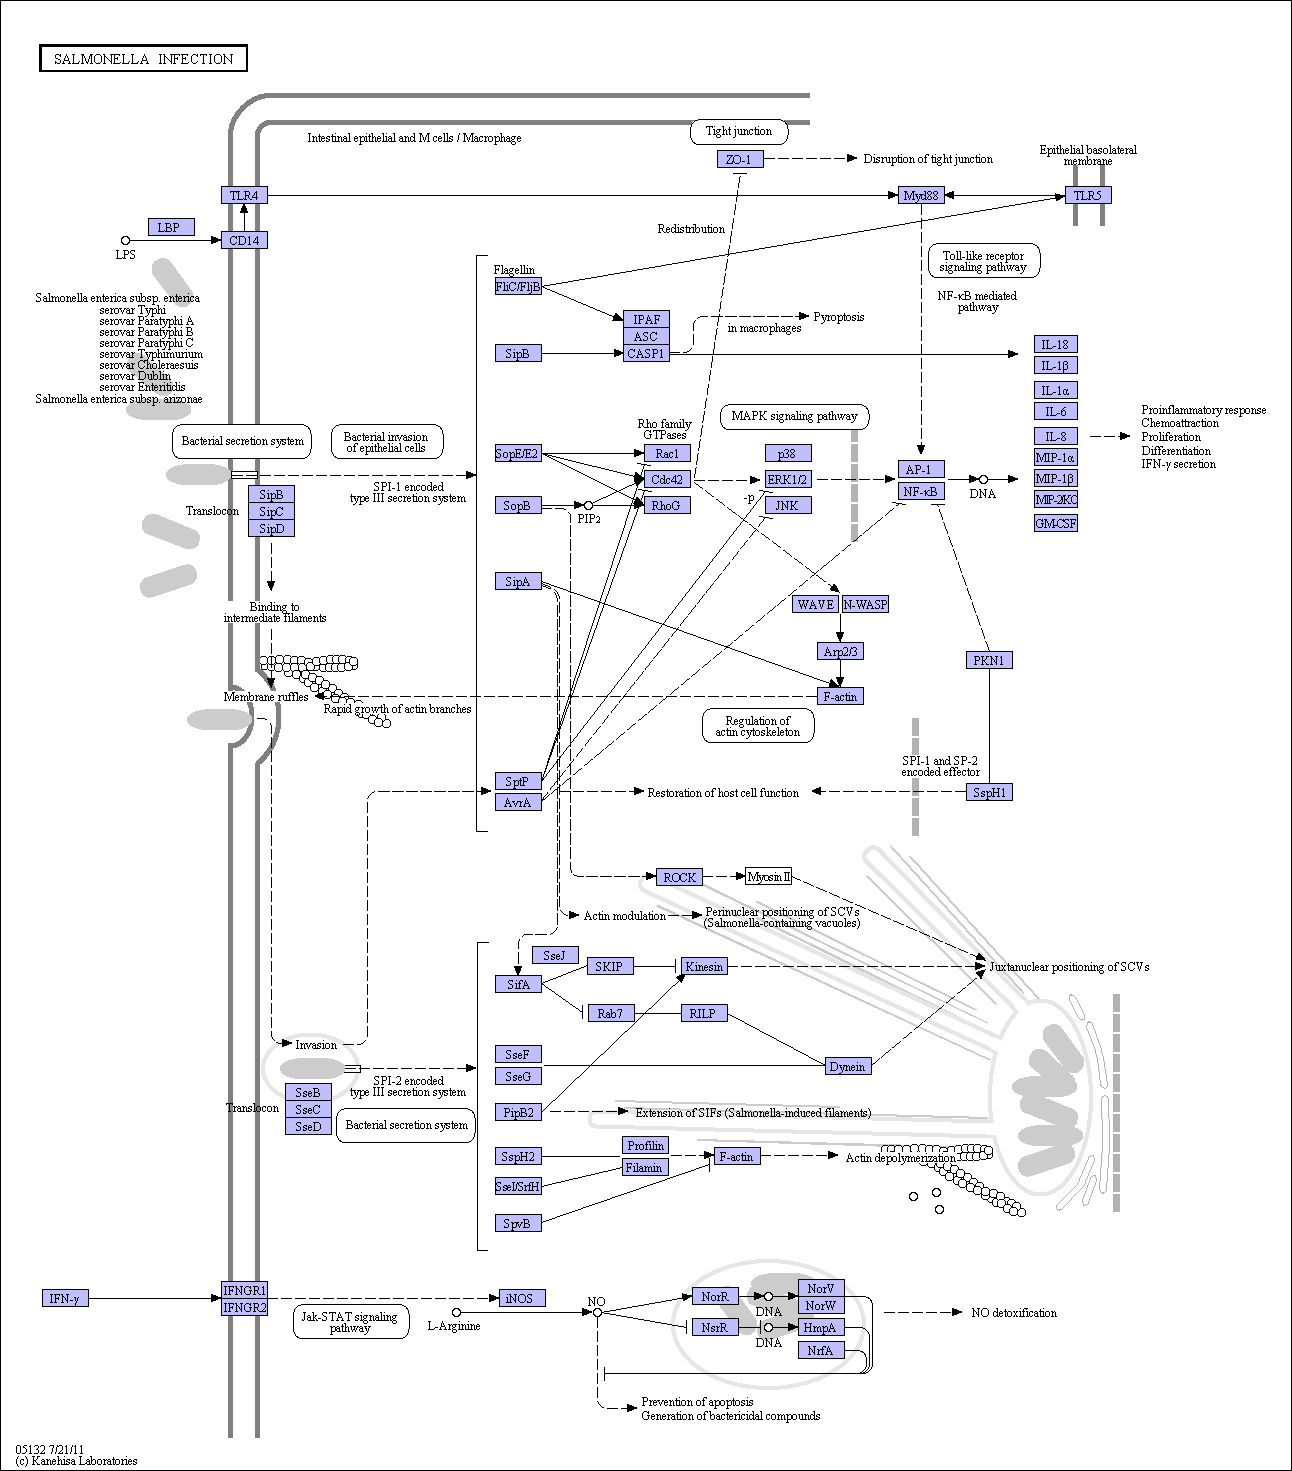 SALMONELLA INFECTION
Intestinal epithelial and M cells / Macrophage
Tight junction
ZO-1
Disruption of tight junction
Epithelial basolateral
membrane
TLR4
Myd88
TLR5
LBP
CD14
LPS
Redistribution
Toll-like receptor
signaling pathway
NF-κB mediated
pathway
Flagellin
FliC/FljB
Salmonella enterica subsp. enterica
serovar Typhi
serovar Paratyphi A
serovar Paratyphi B
serovar Paratyphi C
serovar Typhimurium
serovar Choleraesuis
serovar Dublin
serovar Enteritidis
Salmonella enterica subsp. arizonae
IPAF
ASC
CASP1
SipB
Pyroptosis
in macrophages
IL-18
IL-1β
IL-1α
IL-6
IL-8
MIP-1α
MIP-1β
MIP-2KC
GM-CSF
Proinflammatory response
Chemoattraction
Proliferation
Differentiation
IFN-γ secretion
MAPK signaling pathway
Bacterial secretion system
Bacterial invasion
of epithelial cells
SPI-1 encoded
type III secretion system
Rho family
GTPases
SopE/E2
Rac1
Cdc42
RhoG
SopB
PIP2
p38
ERK1/2
JNK
-p
AP-1
NF-κB
DNA
Translocon
SipB
SipC
SipD
Binding to
intermediate filaments
SipA
WAVE
N-WASP
Arp2/3
F-actin
PKN1
Membrane ruffles
Rapid growth of actin branches
Regulation of
actin cytoskeleton
SPI-1 and SP-2
encoded effector
SptP
AvrA
Restoration of host cell function
SspH1
ROCK
Myosin II
Actin modulation
Perinuclear positioning of SCVs
(Salmonella-containing vacuoles)
SseJ
SifA
SKIP
Kinesin
Juxtanuclear positioning of SCVs
Rab7
RILP
Invasion
SseF
SseG
Dynein
SPI-2 encoded
type III secretion system
Translocon
SseB
SseC
SseD
Bacterial secretion system
PipB2
Extension of SIFs (Salmonella-induced filaments)
SspH2
Profilin
Filamin
F-actin
Actin depolymerization
SseI/SrfH
SpvB
IFN-γ
IFNGR1
IFNGR2
Jak-STAT signaling
pathway
iNOS
L-Arginine
NO
NorR
DNA
NorV
NorW
NsrR
DNA
HmpA
NrfA
NO detoxification
Prevention of apoptosis
Generation of bactericidal compounds
05132 7/21/11
(c) Kanehisa Laboratories